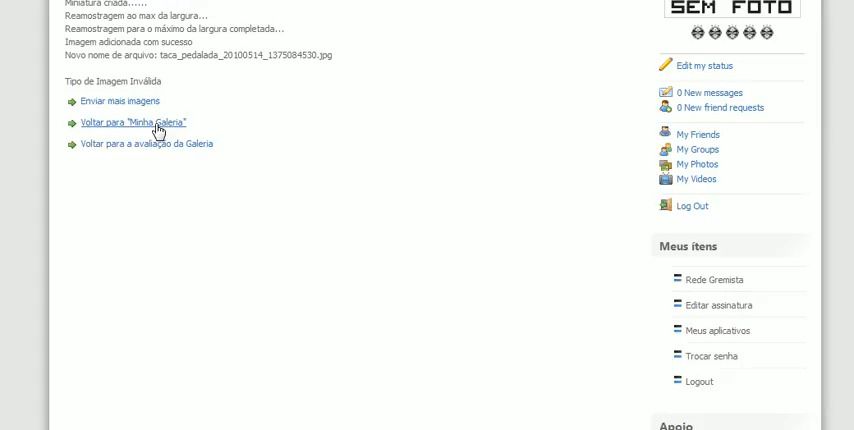 Miniatura criada......
Reamostragem ao max da largura...
Reamostragem para o máximo da largura completada...
Imagem adicionada com sucesso
Novo nome de arquivo: taca_pedalada_20100514_1375084530.jpg
Tipo de Imagem Inválida
Enviar mais imagens
Voltar para "Minha Galeria"
Voltar para a avaliação da Galeria
SEM FOTO
Edit my status
0 New messages
0 New friend requests
My Friends
My Groups
My Photos
My Videos
Log Out
Meus ítens
Rede Gremista
Editar assinatura
Meus aplicativos
Trocar senha
Logout
Apoio